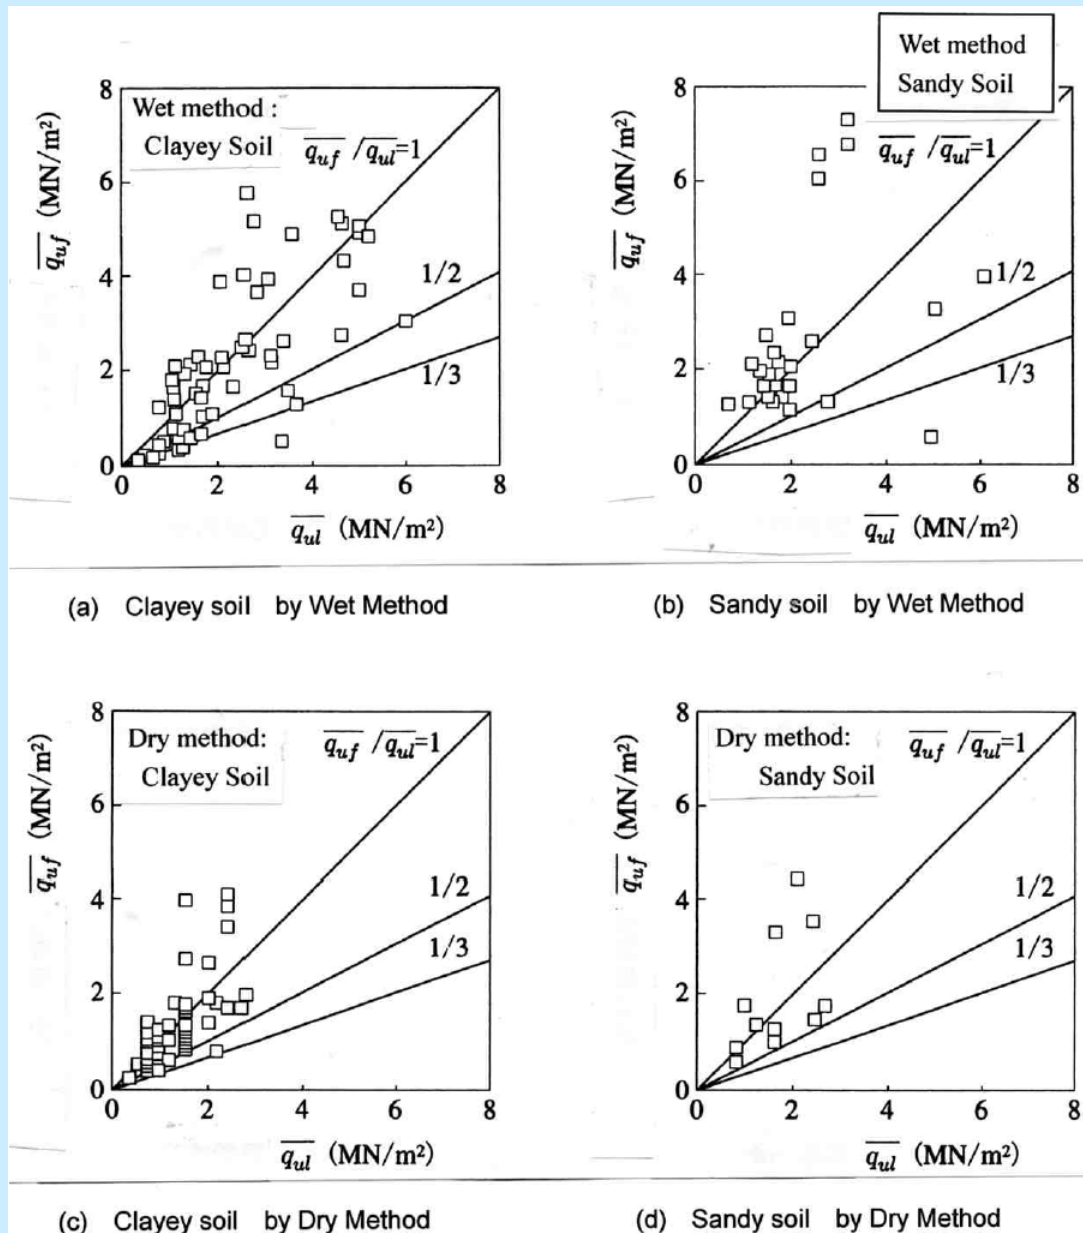 Wet method :
Clayey Soil
q_uf / q_ul = 1
1/2
1/3
8
6
4
2
0
0 2 4 6 8
q_uf (MN/m²)
q_ul (MN/m²)
(a) Clayey soil by Wet Method
Wet method
Sandy Soil
q_uf / q_ul = 1
1/2
1/3
8
6
4
2
0
0 2 4 6 8
q_uf (MN/m²)
q_ul (MN/m²)
(b) Sandy soil by Wet Method
Dry method:
Clayey Soil
q_uf / q_ul = 1
1/2
1/3
8
6
4
2
0
0 2 4 6 8
q_uf (MN/m²)
q_ul (MN/m²)
(c) Clayey soil by Dry Method
Dry method:
Sandy Soil
q_uf / q_ul = 1
1/2
1/3
8
6
4
2
0
0 2 4 6 8
q_uf (MN/m²)
q_ul (MN/m²)
(d) Sandy soil by Dry Method